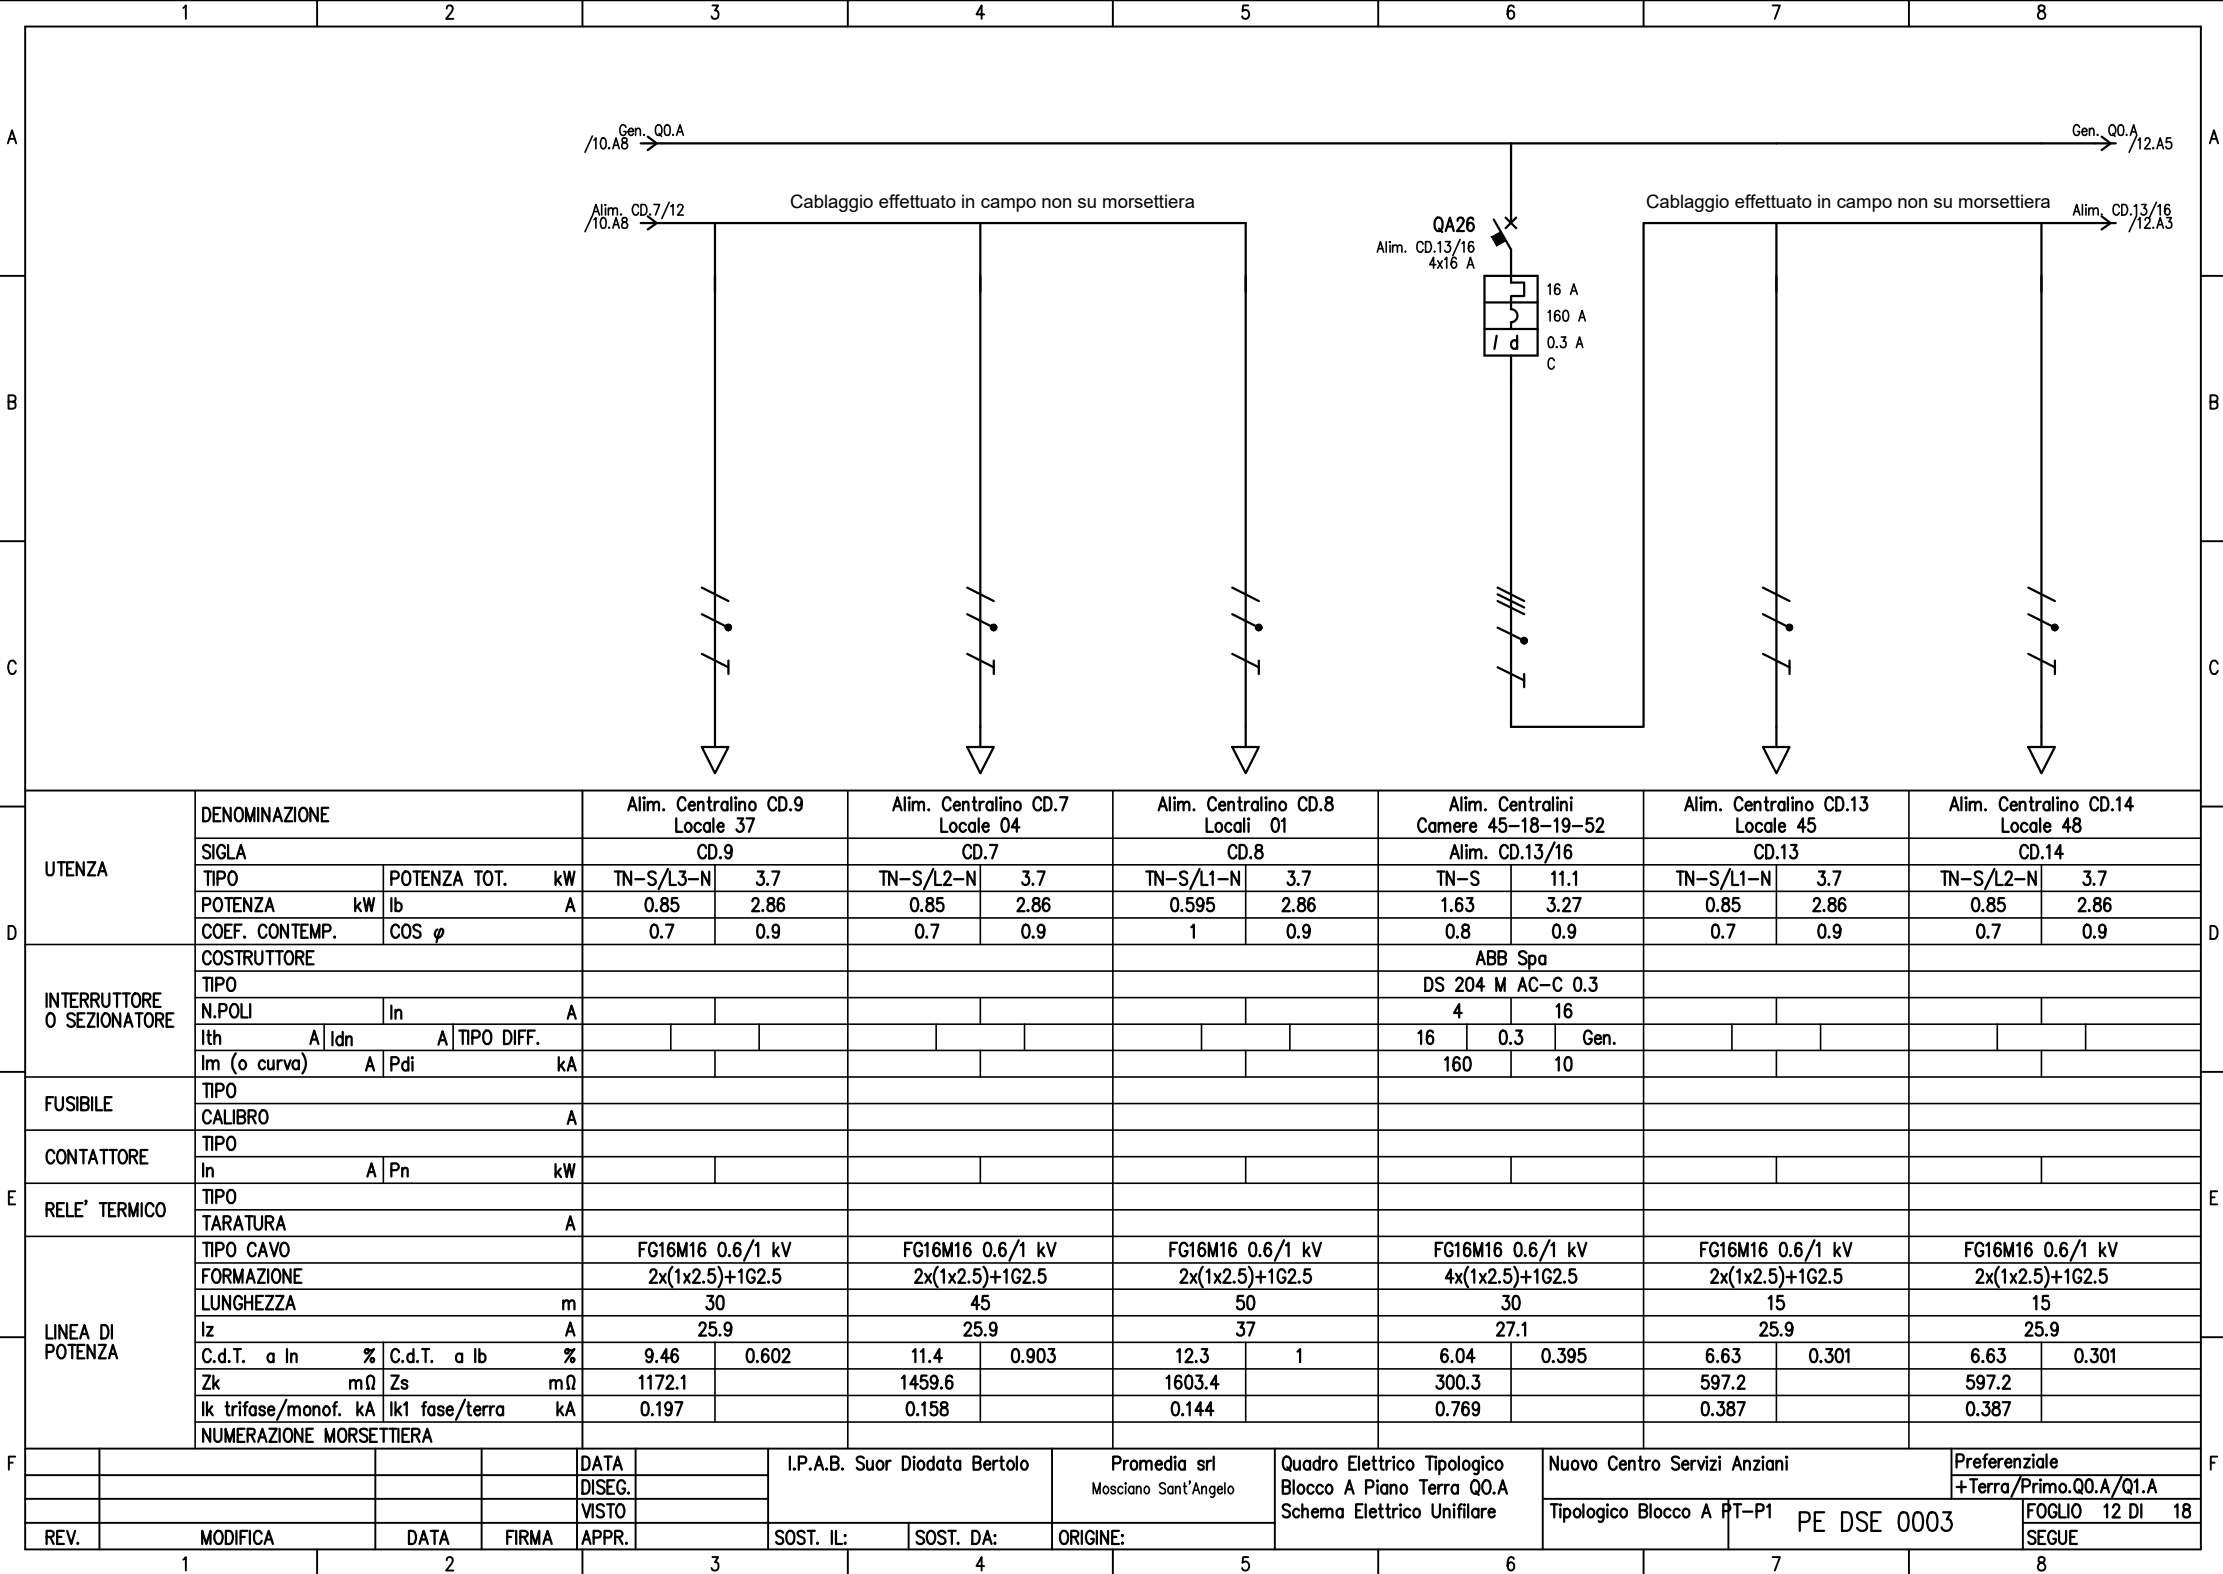 1 2 3 4 5 6 7 8
A A
Gen. Q0.A
/10.A8
Gen. Q0.A
/12.A5
Cablaggio effettuato in campo non su morsettiera
Cablaggio effettuato in campo non su morsettiera
Alim. CD.7/12
/10.A8
Alim. CD.13/16
/12.A3
QA26
Alim. CD.13/16
4x16 A
16 A
160 A
I d 0.3 A
C
B B
C C
UTENZA
DENOMINAZIONE Alim. Centralino CD.9 Alim. Centralino CD.7 Alim. Centralino CD.8 Alim. Centralini Alim. Centralino CD.13 Alim. Centralino CD.14
Locale 37 Locale 04 Locali 01 Camere 45-18-19-52 Locale 45 Locale 48
SIGLA CD.9 CD.7 CD.8 Alim. CD.13/16 CD.13 CD.14
TIPO POTENZA TOT. kW TN-S/L3-N 3.7 TN-S/L2-N 3.7 TN-S/L1-N 3.7 TN-S 11.1 TN-S/L1-N 3.7 TN-S/L2-N 3.7
POTENZA kW Ib A 0.85 2.86 0.85 2.86 0.595 2.86 1.63 3.27 0.85 2.86 0.85 2.86
D COEF. CONTEMP. COS φ 0.7 0.9 0.7 0.9 1 0.9 0.8 0.9 0.7 0.9 0.7 0.9 D
INTERRUTTORE
O SEZIONATORE
COSTRUTTORE ABB Spa
TIPO DS 204 M AC-C 0.3
N.POLI In A 4 16
Ith A Idn A TIPO DIFF. 16 0.3 Gen.
Im (o curva) A Pdi kA 160 10
FUSIBILE
TIPO
CALIBRO A
CONTATTORE
TIPO
In A Pn kW
E E
RELE' TERMICO
TIPO
TARATURA A
LINEA DI
POTENZA
TIPO CAVO FG16M16 0.6/1 kV FG16M16 0.6/1 kV FG16M16 0.6/1 kV FG16M16 0.6/1 kV FG16M16 0.6/1 kV FG16M16 0.6/1 kV
FORMAZIONE 2x(1x2.5)+1G2.5 2x(1x2.5)+1G2.5 2x(1x2.5)+1G2.5 4x(1x2.5)+1G2.5 2x(1x2.5)+1G2.5 2x(1x2.5)+1G2.5
LUNGHEZZA m 30 45 50 30 15 15
Iz A 25.9 25.9 37 27.1 25.9 25.9
C.d.T. a In % C.d.T. a Ib % 9.46 0.602 11.4 0.903 12.3 1 6.04 0.395 6.63 0.301 6.63 0.301
Zk mΩ Zs mΩ 1172.1 1459.6 1603.4 300.3 597.2 597.2
Ik trifase/monof. kA Ik1 fase/terra kA 0.197 0.158 0.144 0.769 0.387 0.387
NUMERAZIONE MORSETTIERA
F F
DATA I.P.A.B. Suor Diodata Bertolo Promedia srl Quadro Elettrico Tipologico Nuovo Centro Servizi Anziani Preferenziale
DISEG. Mosciano Sant'Angelo Blocco A Piano Terra Q0.A +Terra/Primo.Q0.A/Q1.A
VISTO Schema Elettrico Unifilare Tipologico Blocco A PT-P1 PE DSE 0003 FOGLIO 12 DI 18
REV. MODIFICA DATA FIRMA APPR. SOST. IL: SOST. DA: ORIGINE: SEGUE
1 2 3 4 5 6 7 8